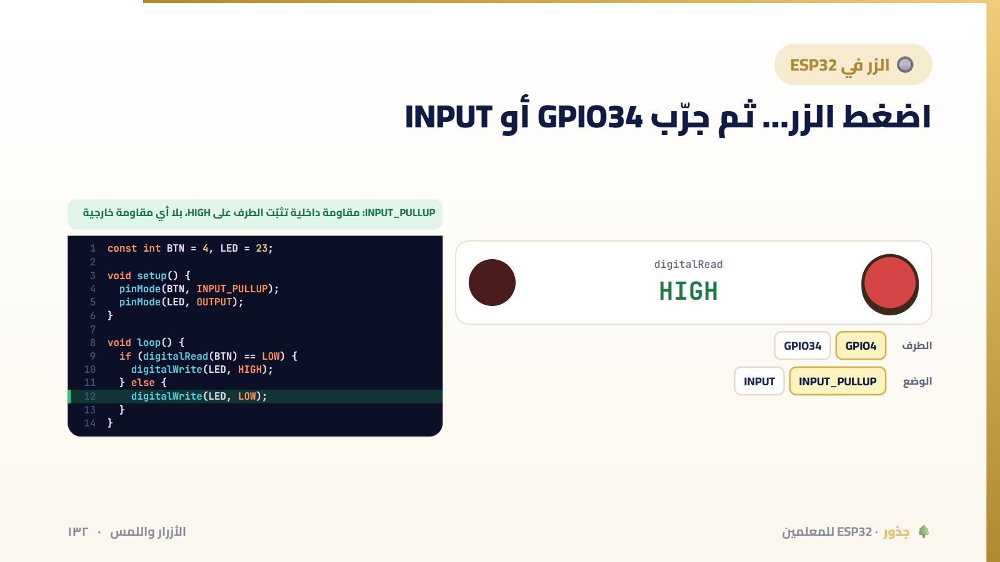 الزر في ESP32
اضغط الزر... ثم جرّب GPIO34 أو INPUT
digitalRead
HIGH
الطرف GPIO4 GPIO34
الوضع INPUT_PULLUP INPUT
INPUT_PULLUP: مقاومة داخلية تثبّت الطرف على HIGH، بلا أي مقاومة خارجية
1 const int BTN = 4, LED = 23;
2
3 void setup() {
4   pinMode(BTN, INPUT_PULLUP);
5   pinMode(LED, OUTPUT);
6 }
7
8 void loop() {
9   if (digitalRead(BTN) == LOW) {
10     digitalWrite(LED, HIGH);
11   } else {
12     digitalWrite(LED, LOW);
13   }
14 }
جذور · ESP32 للمعلمين
الأزرار واللمس · ١٣٢